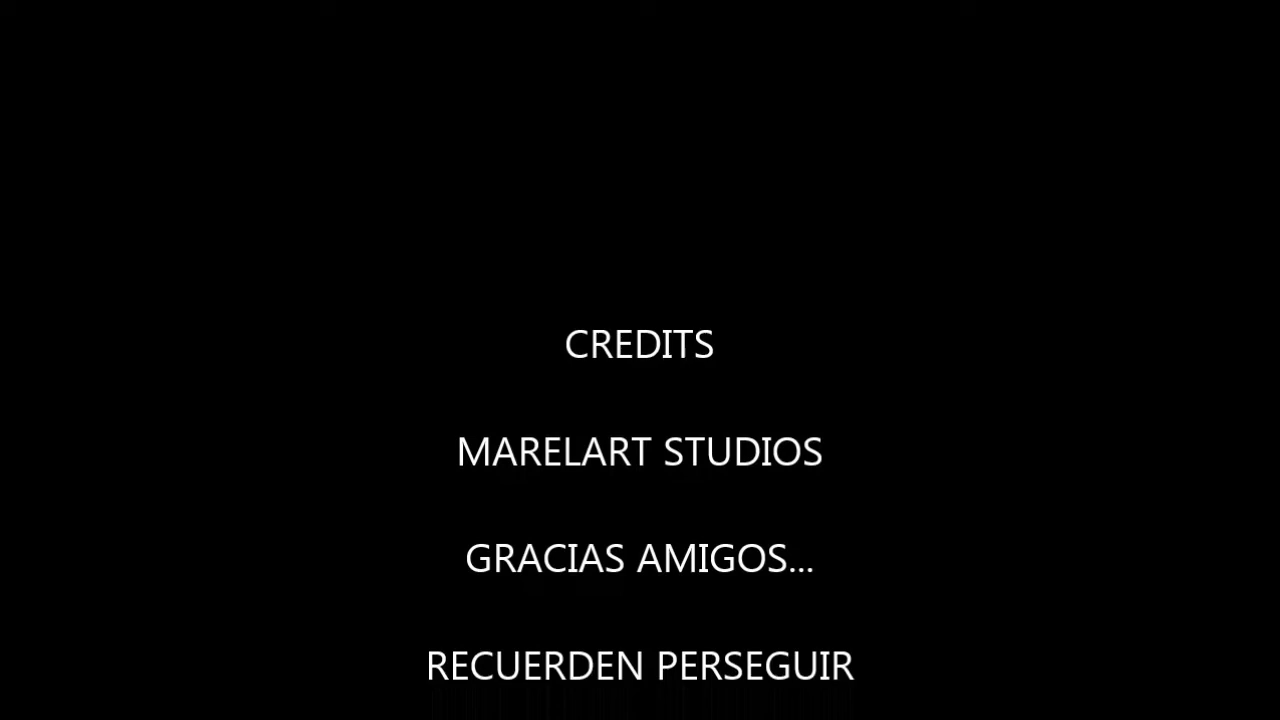 CREDITS
MARELART STUDIOS
GRACIAS AMIGOS...
RECUERDEN PERSEGUIR